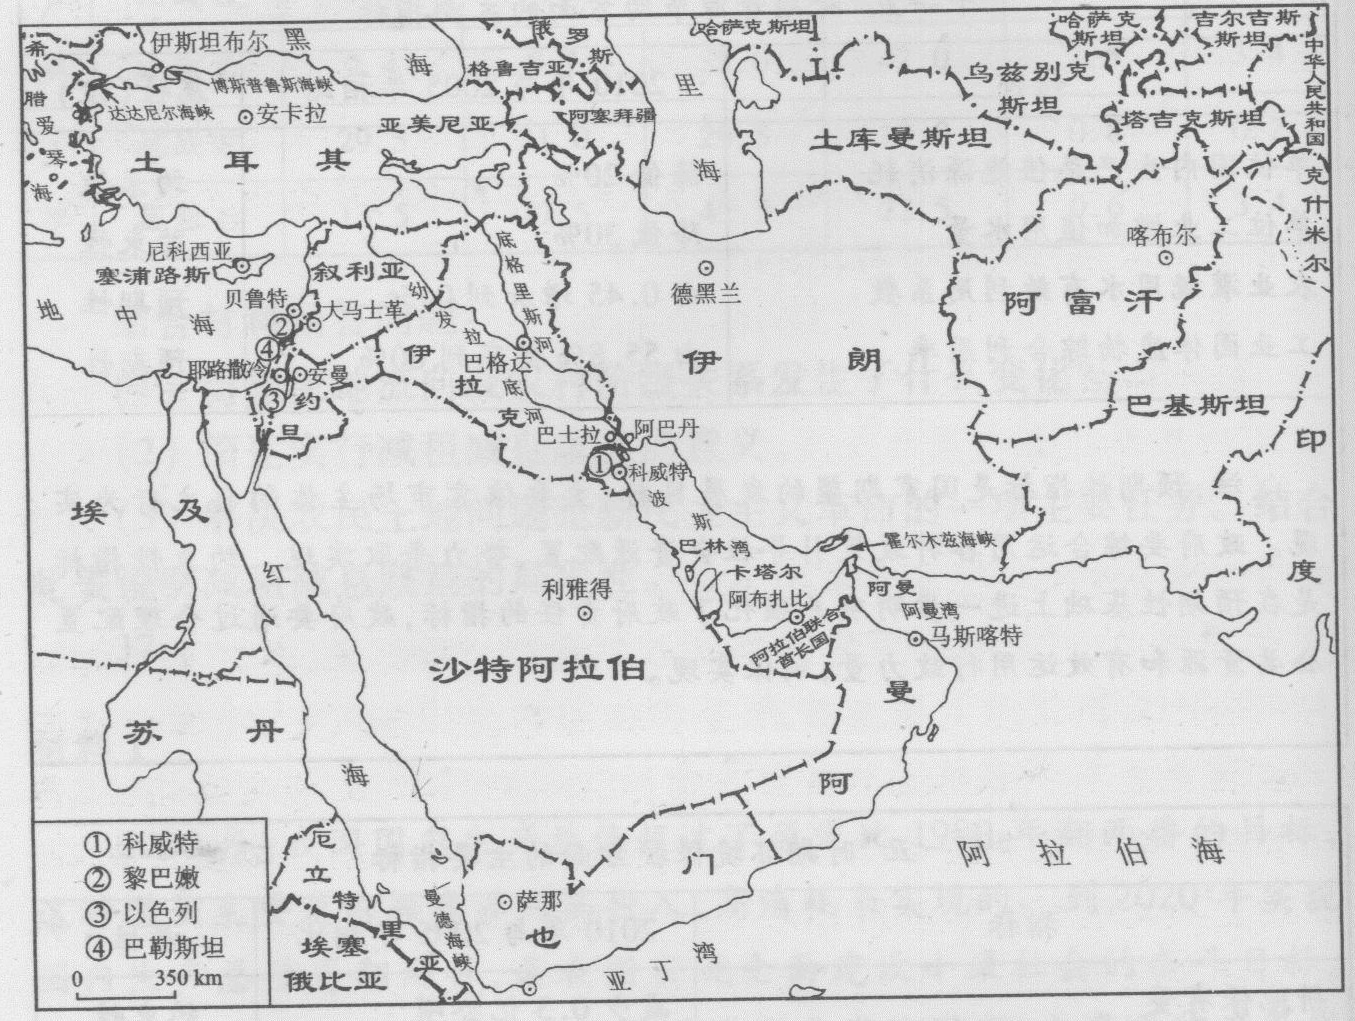 希腊
伊斯坦布尔
黑海
俄罗斯
哈萨克斯坦
哈萨克斯坦
吉尔吉斯斯坦
中华人民共和国
博斯普鲁斯海峡
达达尼尔海峡
安卡拉
格鲁吉亚
亚美尼亚
阿塞拜疆
里海
乌兹别克斯坦
塔吉克斯坦
土库曼斯坦
爱琴海
土耳其
克什米尔
尼科西亚
塞浦路斯
叙利亚
底格里斯河
德黑兰
喀布尔
阿富汗
地中海
贝鲁特
②
大马士革
④
幼发拉底河
巴格达
伊拉克
伊朗
耶路撒冷
安曼
③
约旦
巴基斯坦
印度
巴士拉
阿巴丹
①
科威特
波斯湾
埃及
红海
巴林
卡塔尔
霍尔木兹海峡
利雅得
阿布扎比
阿曼
阿曼湾
马斯喀特
阿拉伯联合
酋长国
沙特阿拉伯
苏丹
阿曼
阿拉伯海
厄立特里亚
埃塞
俄比亚
曼德海峡
萨那
也门
亚丁湾
① 科威特
② 黎巴嫩
③ 以色列
④ 巴勒斯坦
0 350 km